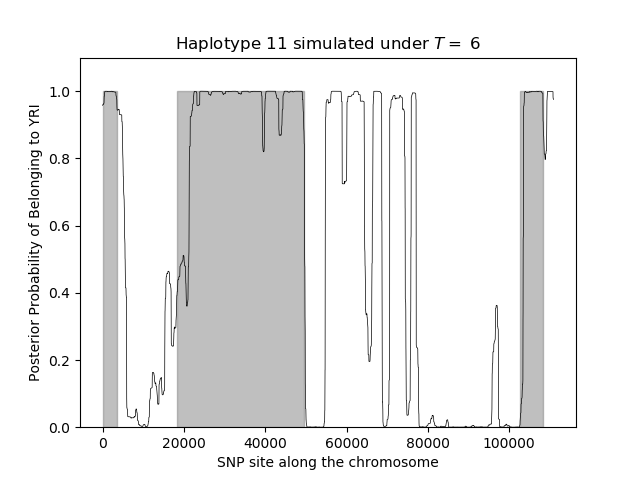 Haplotype 11 simulated under T = 6
Posterior Probability of Belonging to YRI
1.0
0.8
0.6
0.4
0.2
0.0
0 20000 40000 60000 80000 100000
SNP site along the chromosome